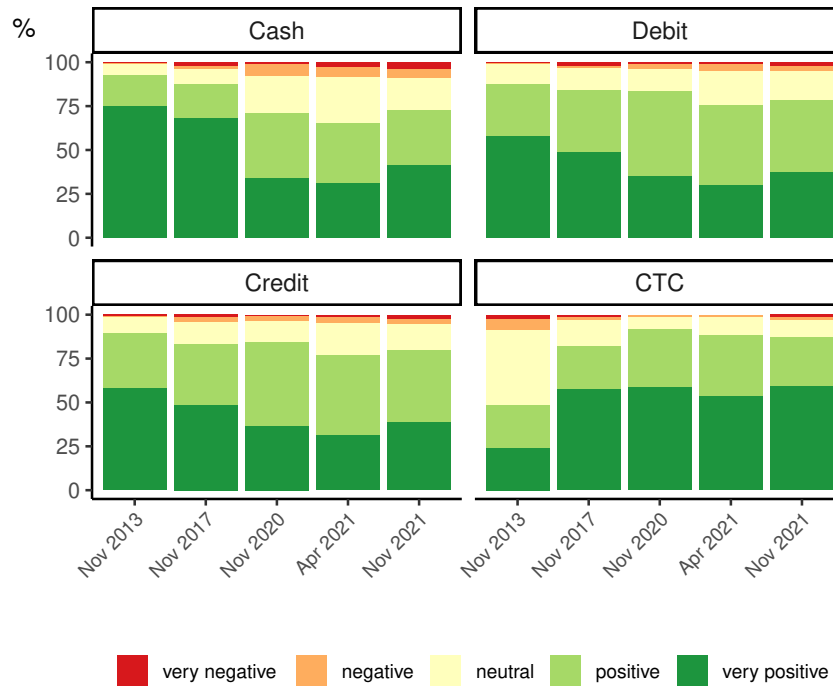 %
Cash
Debit
100
75
50
25
0
Credit
CTC
100
75
50
25
0
Nov 2013
Nov 2017
Nov 2020
Apr 2021
Nov 2021
Nov 2013
Nov 2017
Nov 2020
Apr 2021
Nov 2021
very negative negative neutral positive very positive